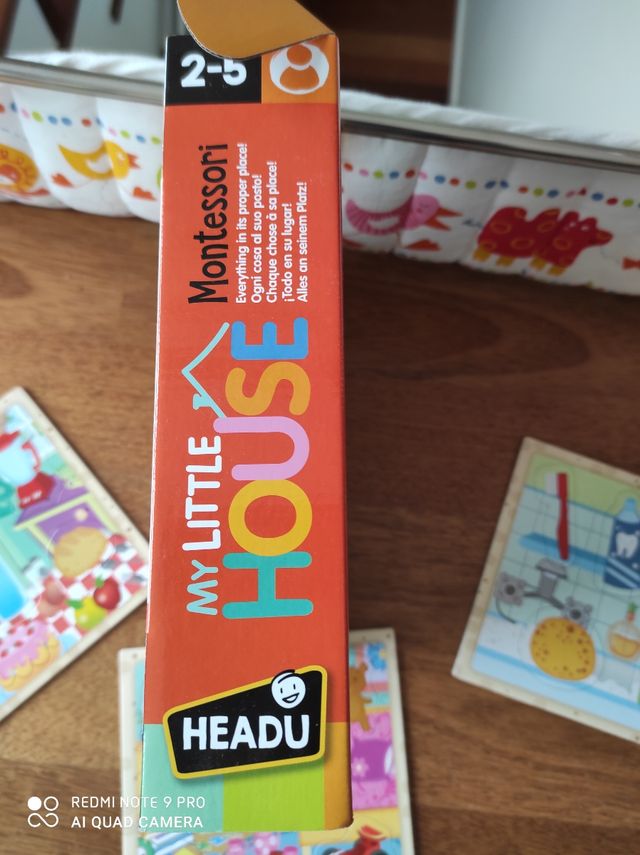 2-5
Montessori
Everything in its proper place!
Ogni cosa al suo posto!
Chaque chose à sa place!
¡Todo en su lugar!
Alles an seinem Platz!
MY LITTLE
HOUSE
HEADU
REDMI NOTE 9 PRO
AI QUAD CAMERA